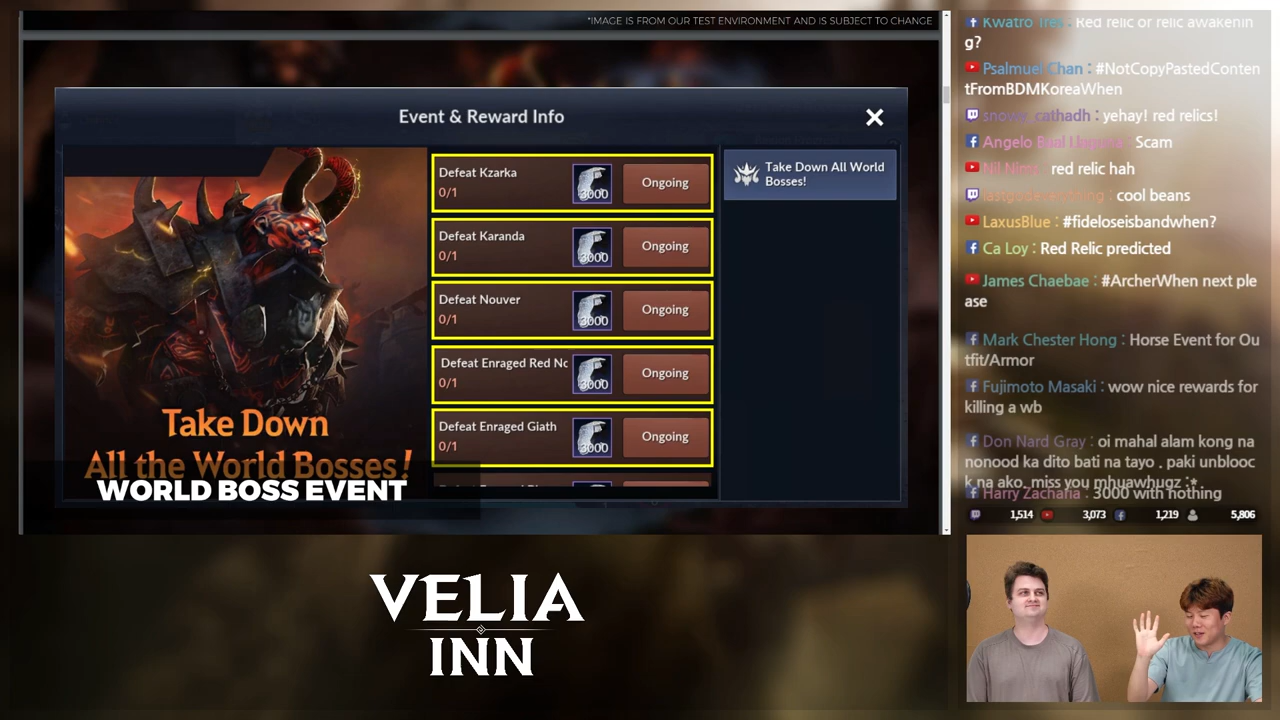 *IMAGE IS FROM OUR TEST ENVIRONMENT AND IS SUBJECT TO CHANGE
Event & Reward Info
Take Down
All the World Bosses!
WORLD BOSS EVENT
Defeat Kzarka
0/1
3000
Ongoing
Defeat Karanda
0/1
3000
Ongoing
Defeat Nouver
0/1
3000
Ongoing
Defeat Enraged Red No
0/1
3000
Ongoing
Defeat Enraged Giath
0/1
3000
Ongoing
Take Down All World
Bosses!
VELIA
INN
Kwatro Tres : Red relic or relic awakenin
g?
Psalmuel Chan : #NotCopyPastedConten
tFromBDMKoreaWhen
cathadh : yehay! red relics!
Angelo : Scam
: red relic hah
: cool beans
LaxusBlue : #fideloseisbandwhen?
Ca Loy : Red Relic predicted
James Chaebae : #ArcherWhen next ple
ase
Mark Chester Hong : Horse Event for Ou
tfit/Armor
Fujimoto Masaki : wow nice rewards for
killing a wb
Don Nard Gray : oi mahal alam kong na
nonood ka dito bati na tayo . paki unblooc
k na ako. miss you mhuawhugz :* .
Harry Zacharia : 3000 with nothing
1,514 3,073 1,219 5,806